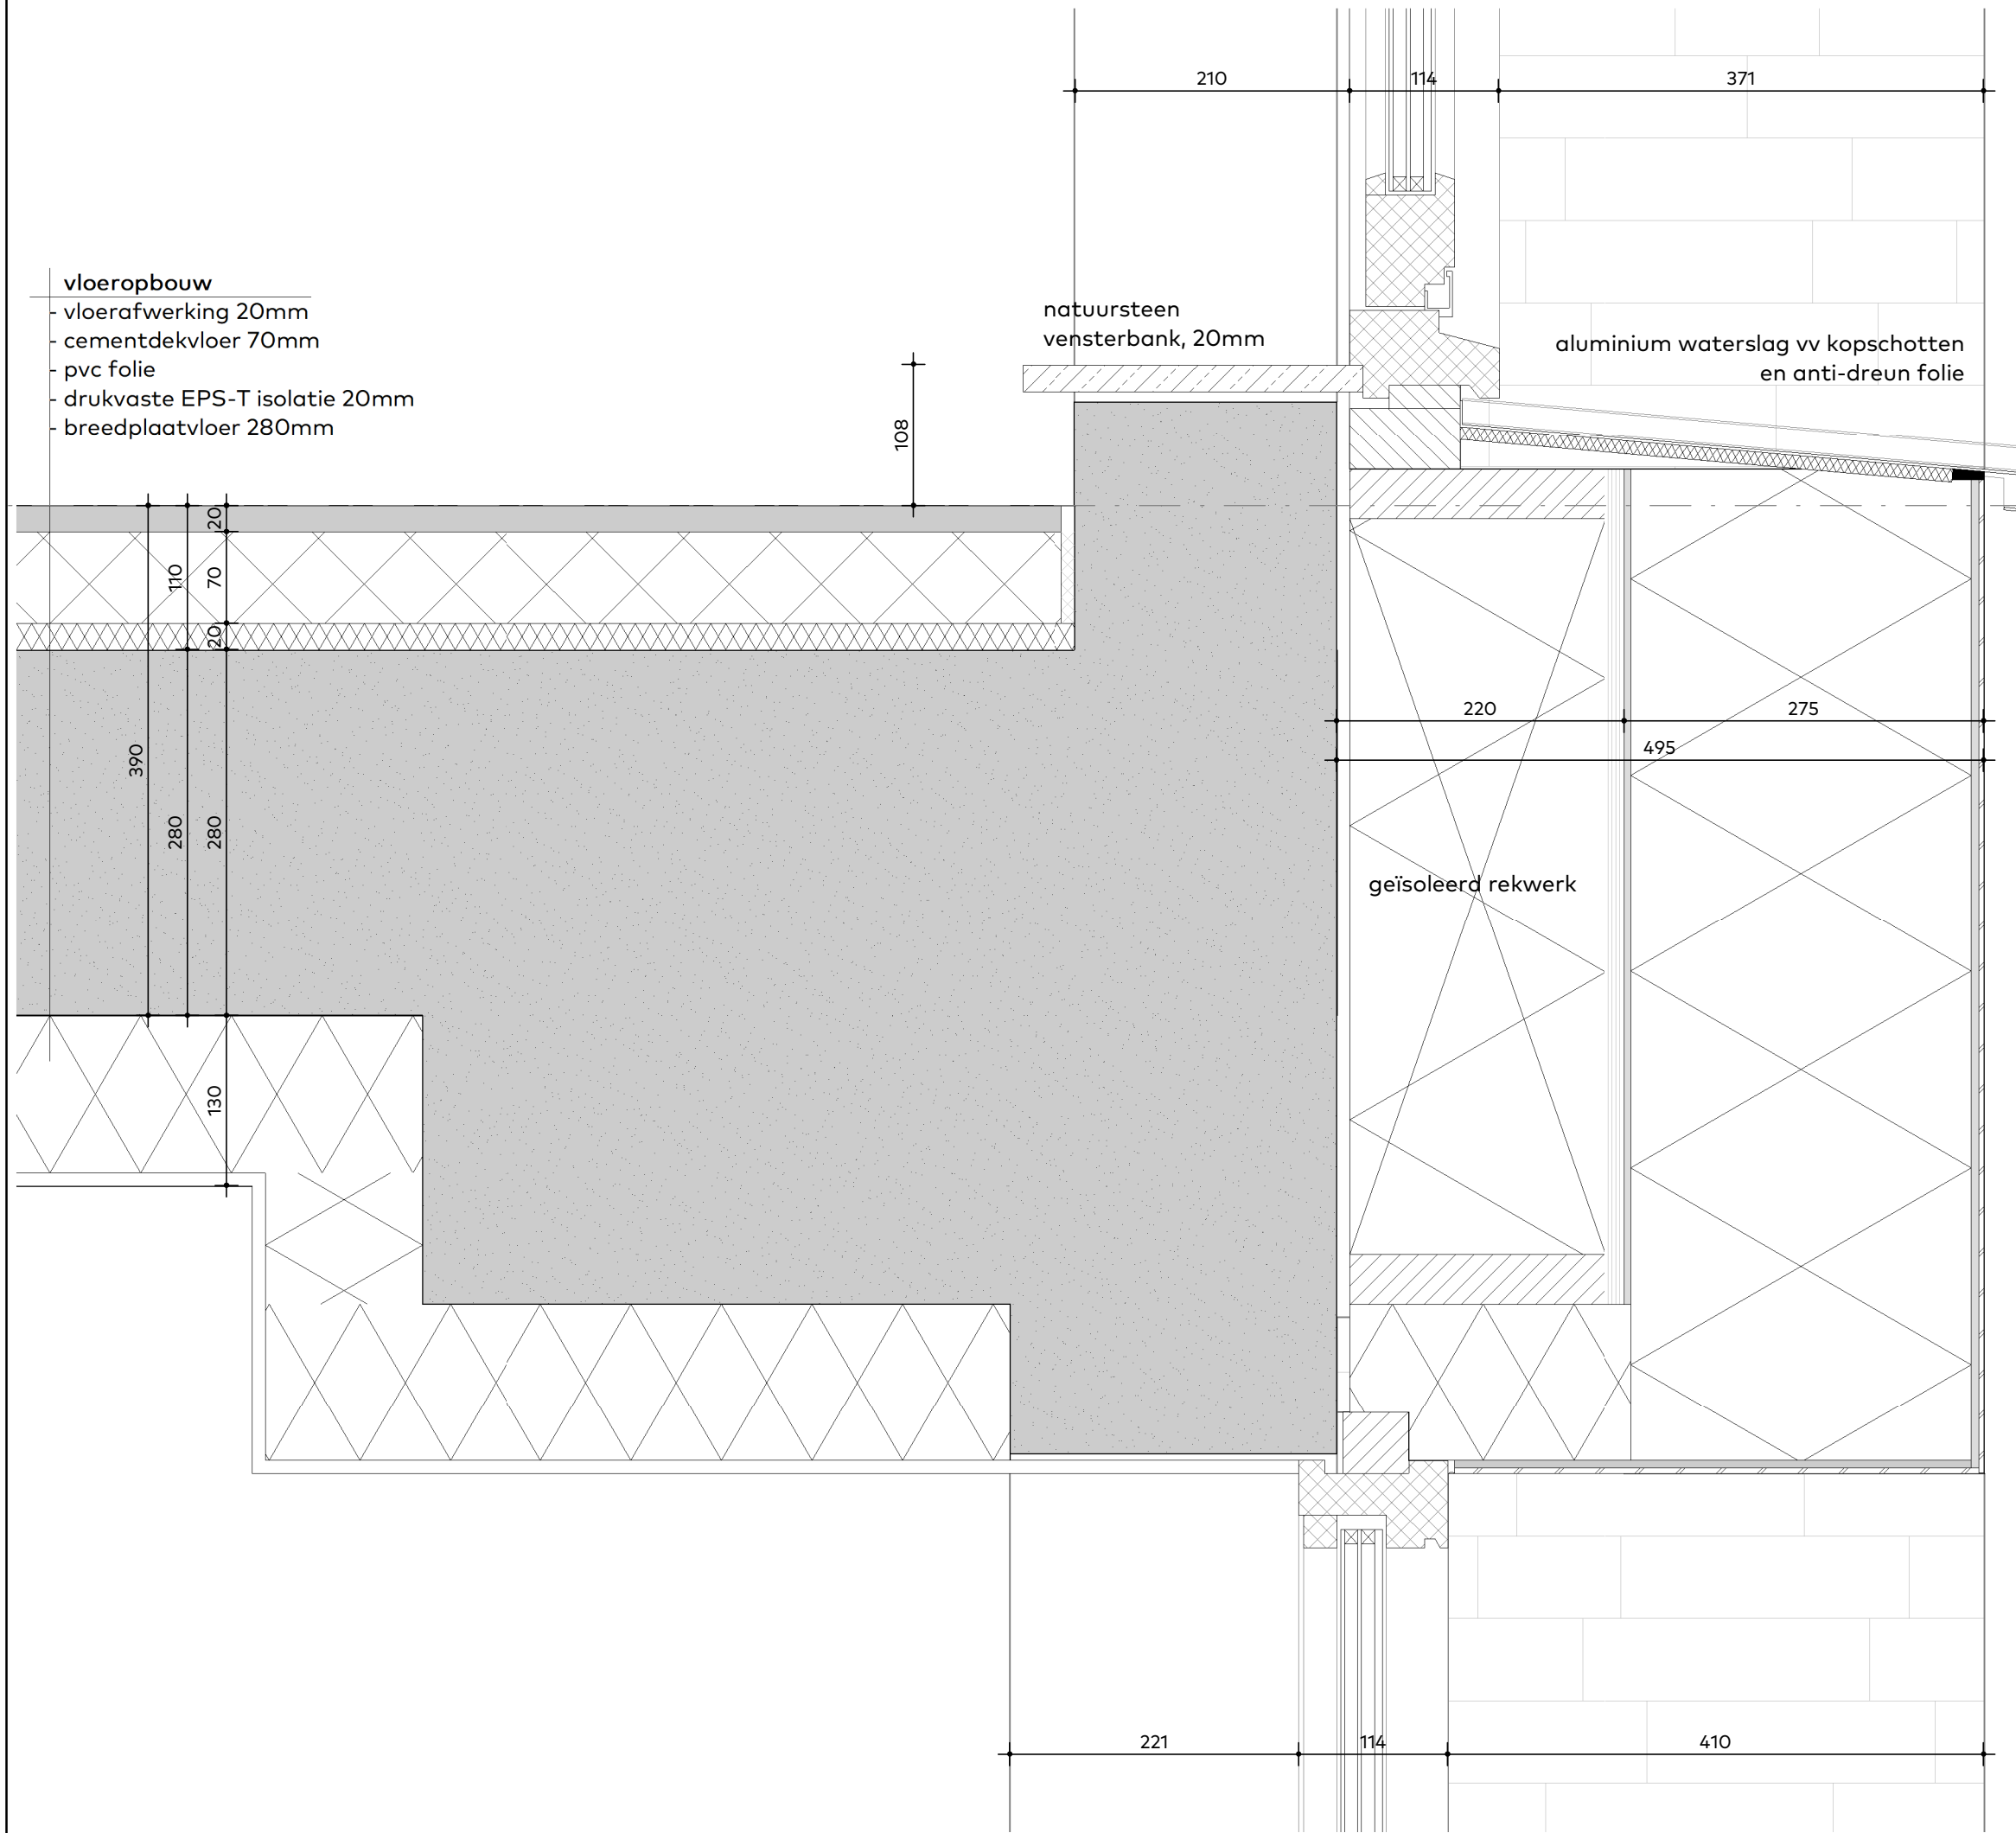 210
114
371
vloeropbouw
- vloerafwerking 20mm
- cementdekvloer 70mm
- pvc folie
- drukvaste EPS-T isolatie 20mm
- breedplaatvloer 280mm
natuursteen
vensterbank, 20mm
aluminium waterslag vv kopschotten
en anti-dreun folie
108
20
110
70
20
390
280
280
130
220
275
495
geïsoleerd rekwerk
221
114
410